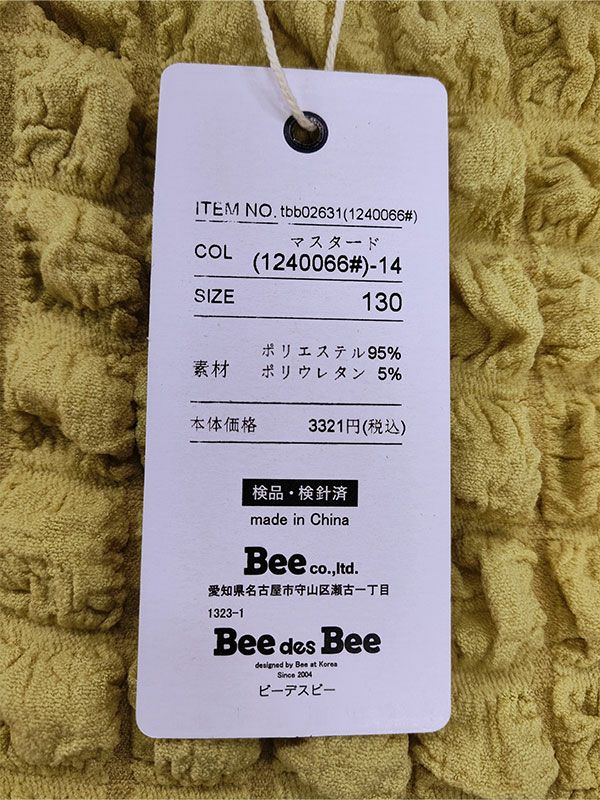 ITEM NO. tbb02631(1240066#)
マスタード
COL (1240066#)-14
SIZE 130
ポリエステル95%
素材 ポリウレタン 5%
本体価格 3321円(税込)
検品・検針済
made in China
Bee co.,ltd.
愛知県名古屋市守山区瀬古一丁目
1323-1
Bee des Bee
designed by Bee at Korea
Since 2004
ビーデスビー